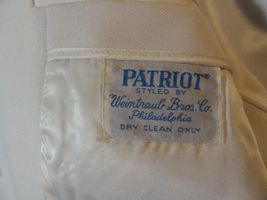 PATRIOT®
STYLED BY
Weintraub Bros. Co.
Philadelphia
DRY CLEAN ONLY